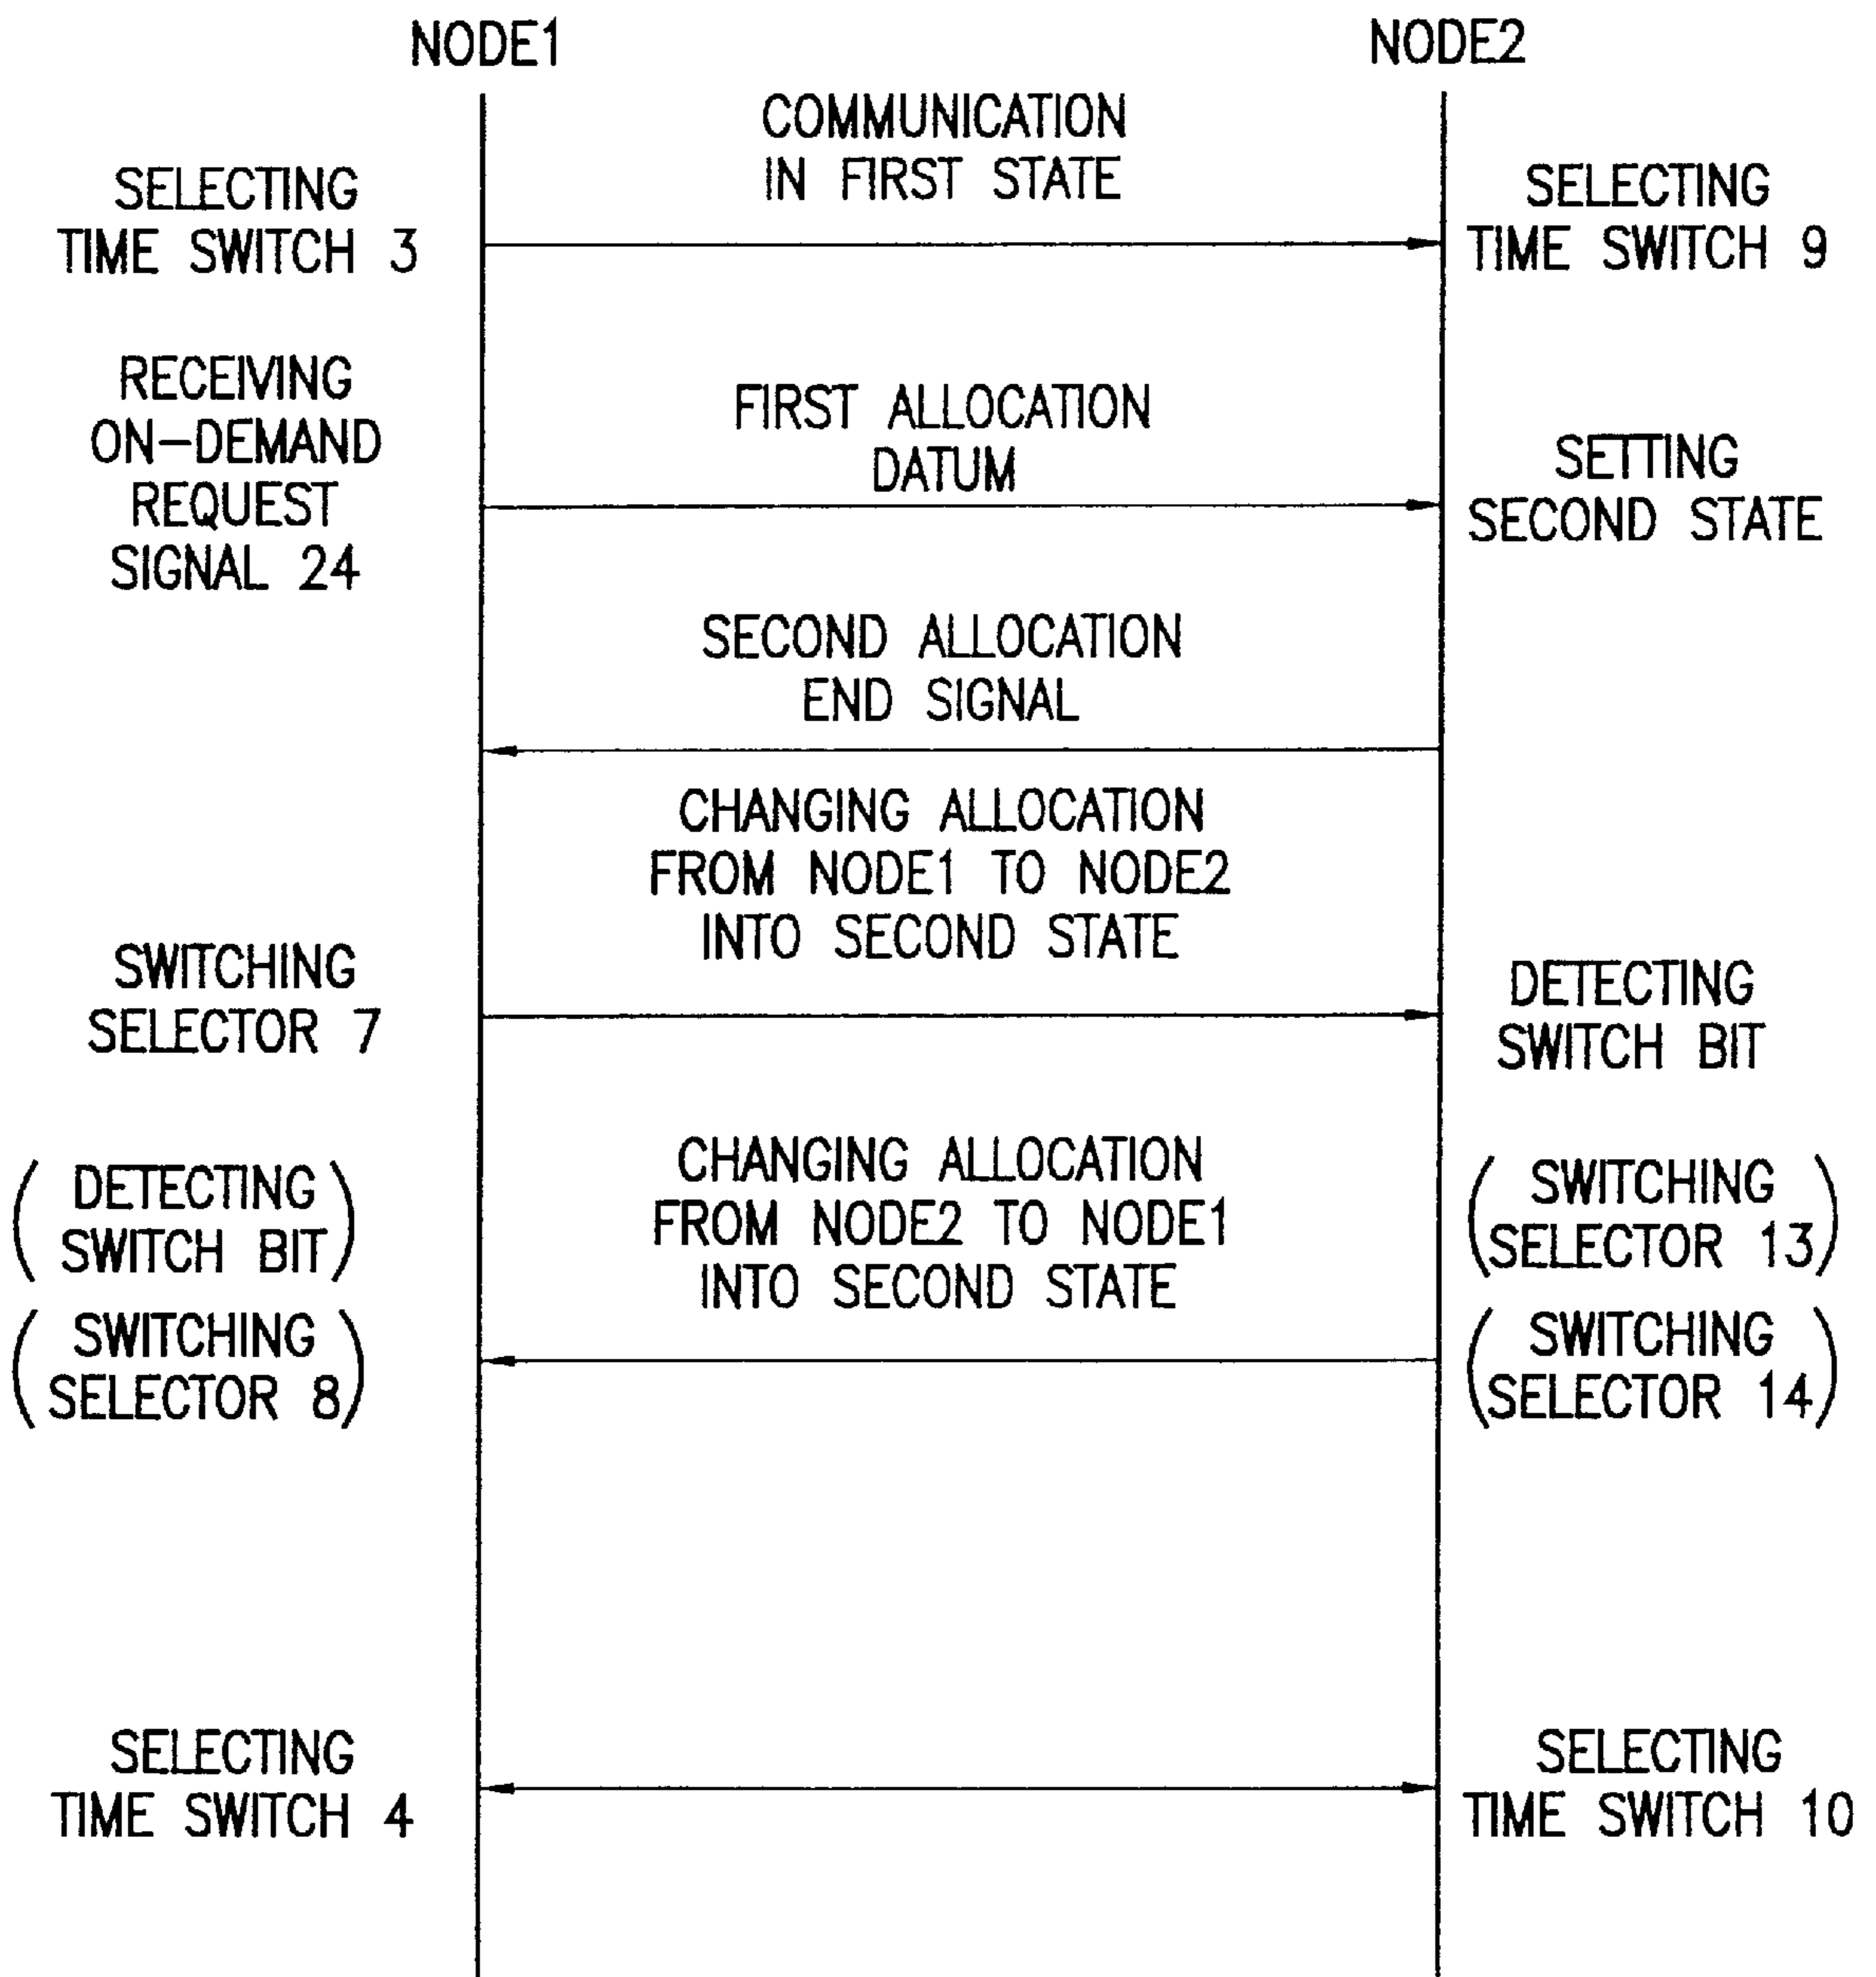 NODE1
NODE2
COMMUNICATION
IN FIRST STATE
SELECTING
TIME SWITCH 3
SELECTING
TIME SWITCH 9
RECEIVING
ON-DEMAND
REQUEST
SIGNAL 24
FIRST ALLOCATION
DATUM
SETTING
SECOND STATE
SECOND ALLOCATION
END SIGNAL
CHANGING ALLOCATION
FROM NODE1 TO NODE2
INTO SECOND STATE
SWITCHING
SELECTOR 7
DETECTING
SWITCH BIT
(DETECTING
SWITCH BIT)
CHANGING ALLOCATION
FROM NODE2 TO NODE1
INTO SECOND STATE
(SWITCHING
SELECTOR 13)
(SWITCHING
SELECTOR 8)
(SWITCHING
SELECTOR 14)
SELECTING
TIME SWITCH 4
SELECTING
TIME SWITCH 10